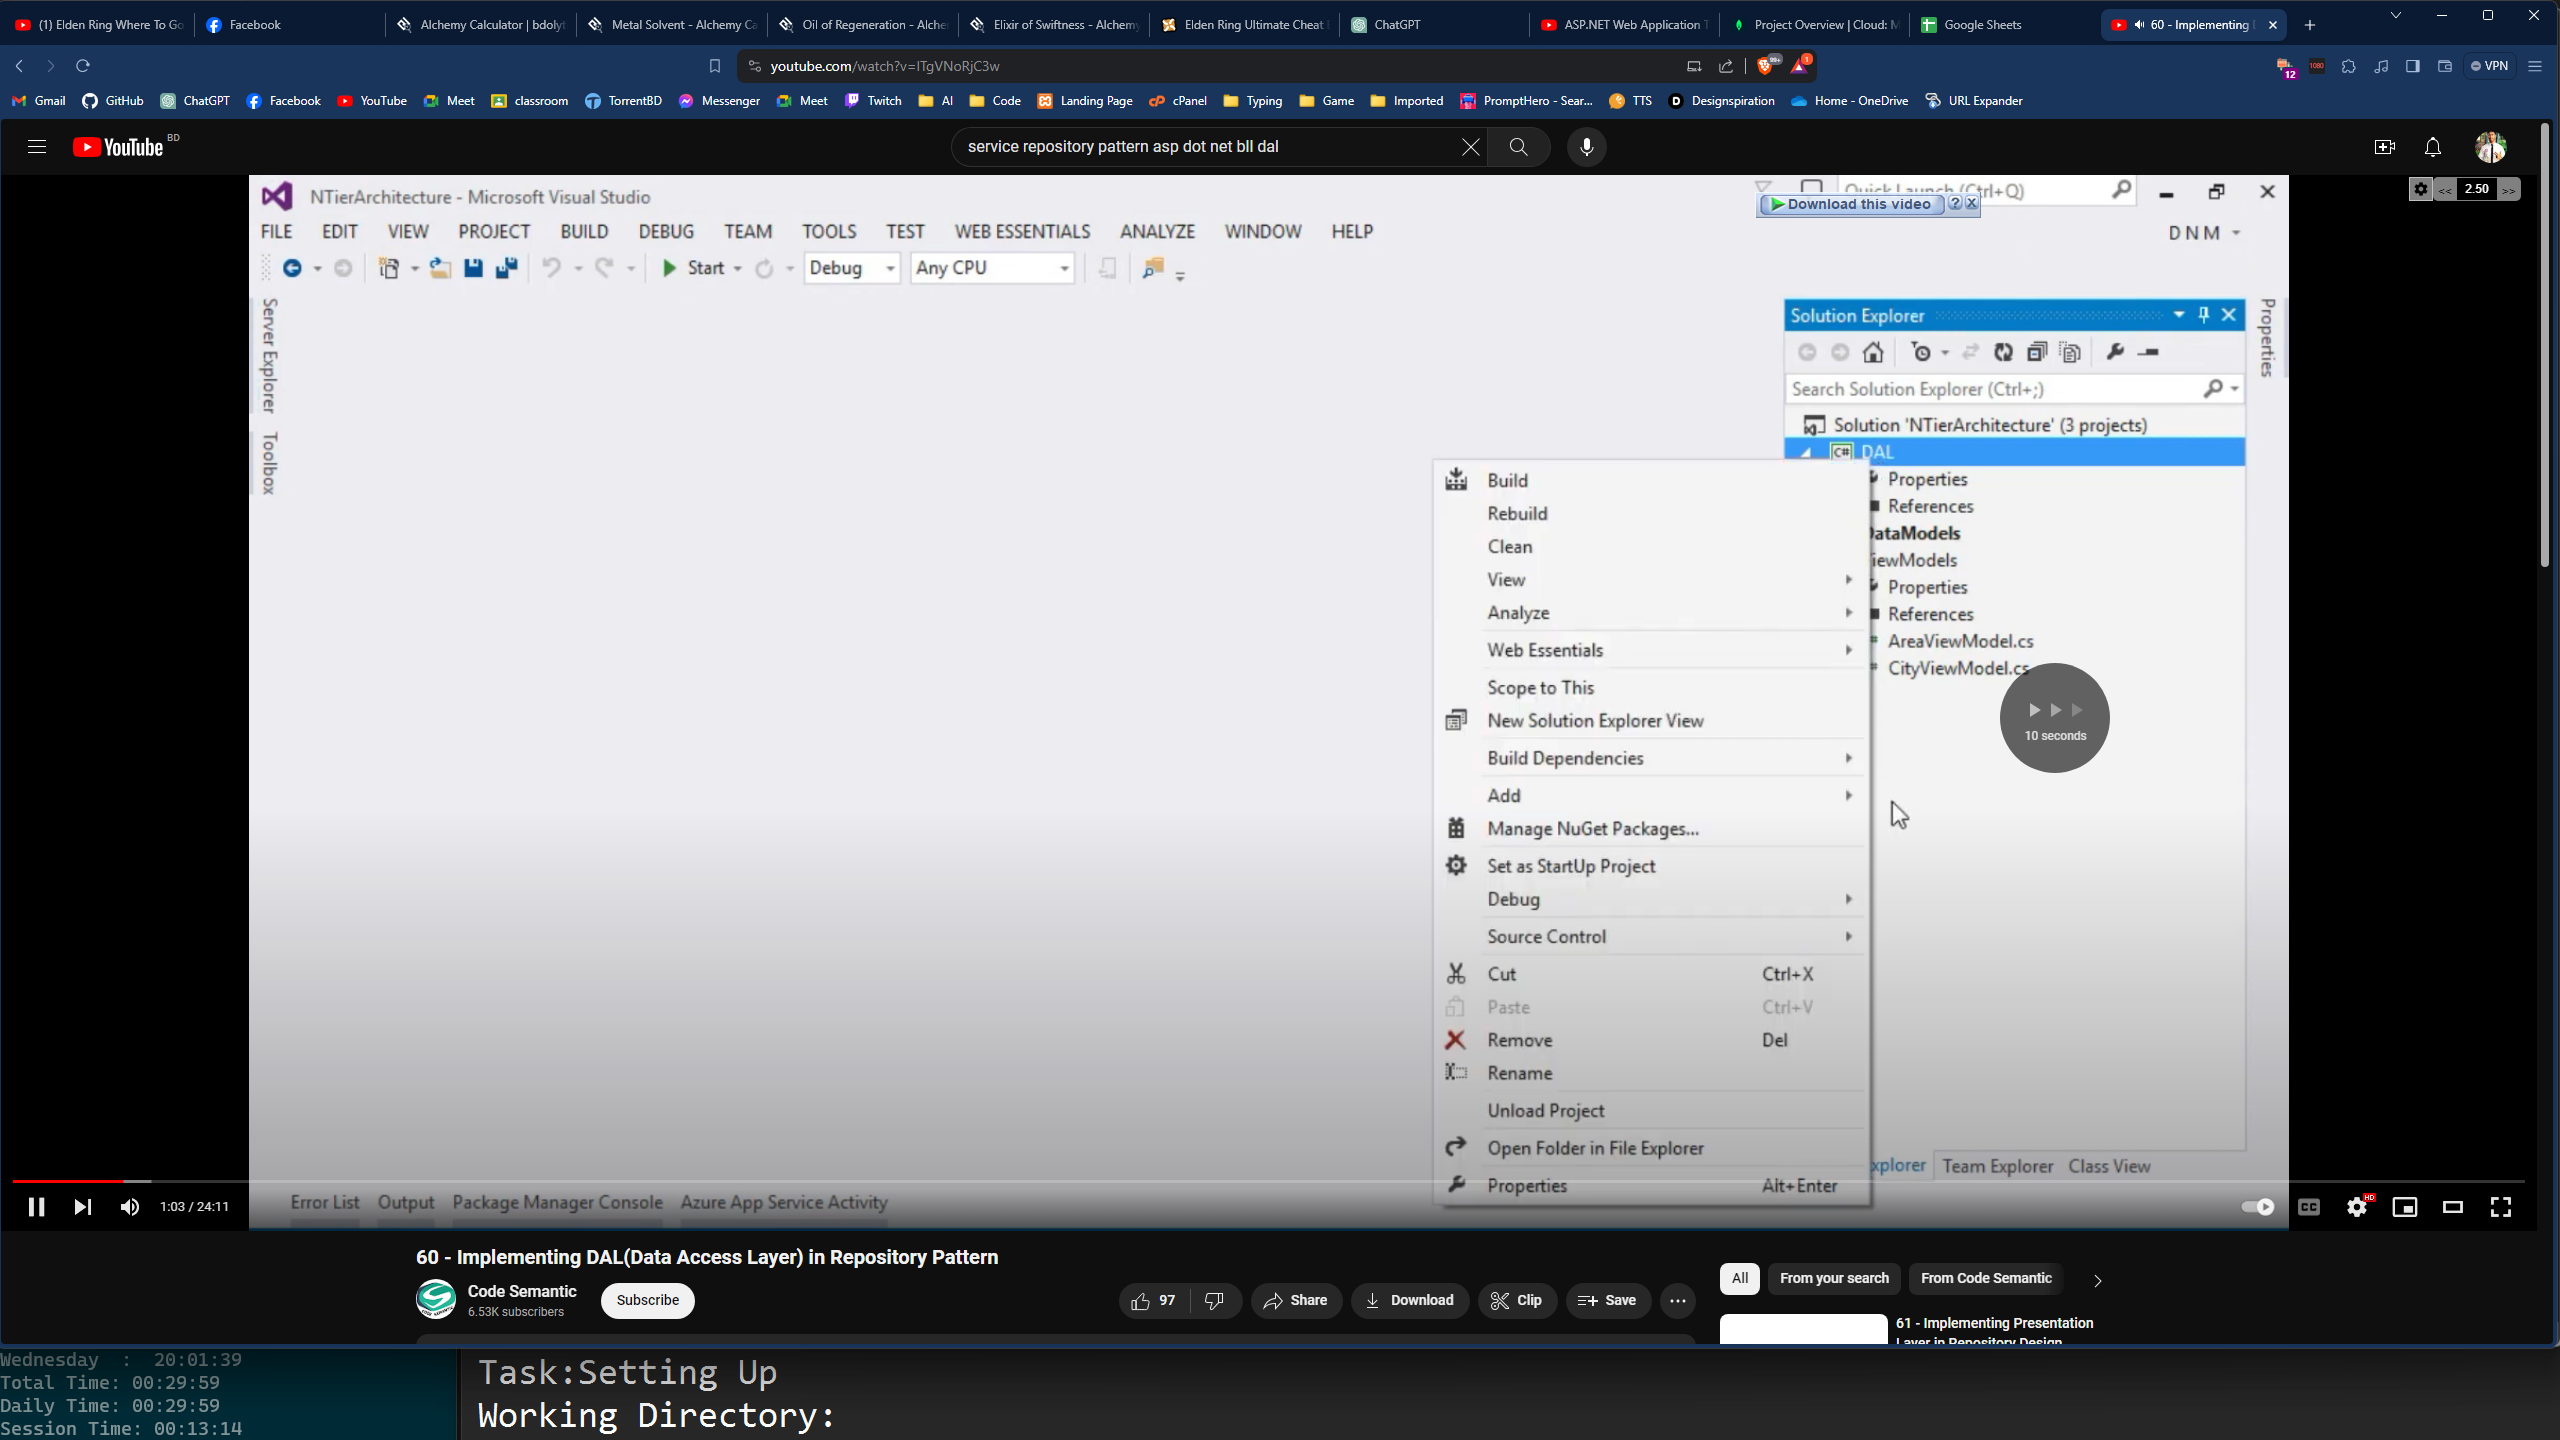 (1) Elden Ring Where To Go
Facebook
Alchemy Calculator | bdolyt
Metal Solvent - Alchemy Ca
Oil of Regeneration - Alche
Elixir of Swiftness - Alchemy
Elden Ring Ultimate Cheat
ChatGPT
ASP.NET Web Application T
Project Overview | Cloud: M
Google Sheets
60 - Implementing
youtube.com/watch?v=ITgVNoRjC3w
99+
1
12
1080
VPN
Gmail GitHub ChatGPT Facebook YouTube Meet classroom TorrentBD Messenger Meet Twitch AI Code Landing Page cPanel Typing Game Imported PromptHero - Sear... TTS Designspiration Home - OneDrive URL Expander
YouTube BD
service repository pattern asp dot net bll dal
NTierArchitecture - Microsoft Visual Studio
Quick Launch (Ctrl+Q)
Download this video ? X
<< 2.50 >>
FILE EDIT VIEW PROJECT BUILD DEBUG TEAM TOOLS TEST WEB ESSENTIALS ANALYZE WINDOW HELP
D N M
Start Debug Any CPU
Server Explorer
Toolbox
Properties
Solution Explorer
Search Solution Explorer (Ctrl+;)
Solution 'NTierArchitecture' (3 projects)
C# DAL
Properties
References
DataModels
ViewModels
Properties
References
AreaViewModel.cs
CityViewModel.cs
10 seconds
Build
Rebuild
Clean
View
Analyze
Web Essentials
Scope to This
New Solution Explorer View
Build Dependencies
Add
Manage NuGet Packages...
Set as StartUp Project
Debug
Source Control
Cut Ctrl+X
Paste Ctrl+V
Remove Del
Rename
Unload Project
Open Folder in File Explorer
Properties Alt+Enter
xplorer Team Explorer Class View
Error List Output Package Manager Console Azure App Service Activity
1:03 / 24:11
CC
HD
60 - Implementing DAL(Data Access Layer) in Repository Pattern
Code Semantic
6.53K subscribers
Subscribe
97
Share
Download
Clip
Save
All
From your search
From Code Semantic
61 - Implementing Presentation
Layer in Repository Design
Wednesday : 20:01:39
Total Time: 00:29:59
Daily Time: 00:29:59
Session Time: 00:13:14
Task:Setting Up
Working Directory: